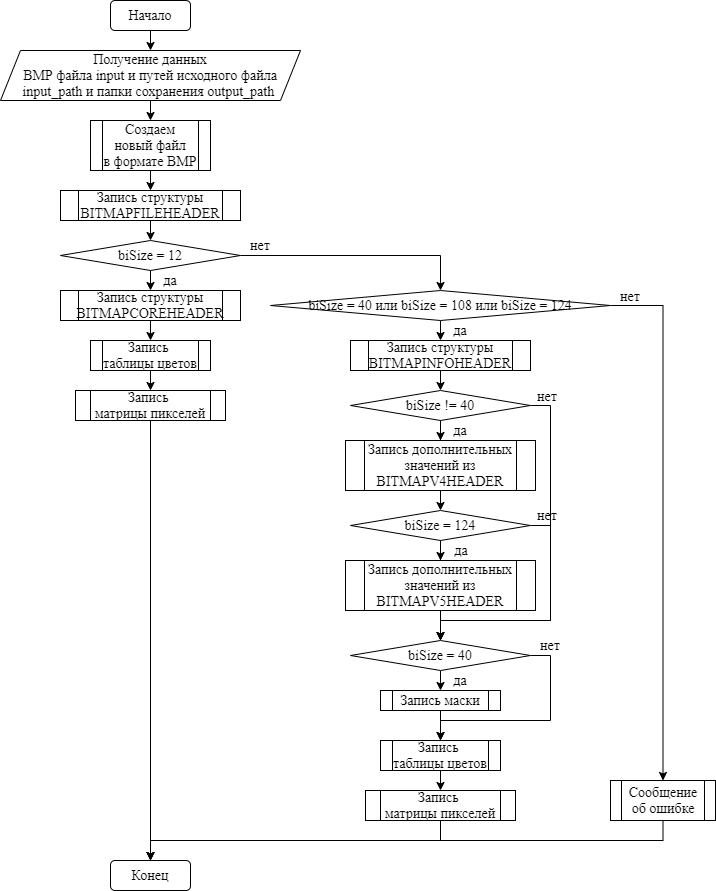 Начало
Получение данных
BMP файла input и путей исходного файла
input_path и папки сохранения output_path
Создаем
новый файл
в формате BMP
Запись структуры
BITMAPFILEHEADER
biSize = 12
нет
да
Запись структуры
BITMAPCOREHEADER
Запись
таблицы цветов
Запись
матрицы пикселей
biSize = 40 или biSize = 108 или biSize = 124
нет
да
Запись структуры
BITMAPINFOHEADER
biSize != 40
нет
да
Запись дополнительных
значений из
BITMAPV4HEADER
biSize = 124
нет
да
Запись дополнительных
значений из
BITMAPV5HEADER
biSize = 40
нет
да
Запись маски
Запись
таблицы цветов
Запись
матрицы пикселей
Сообщение
об ошибке
Конец